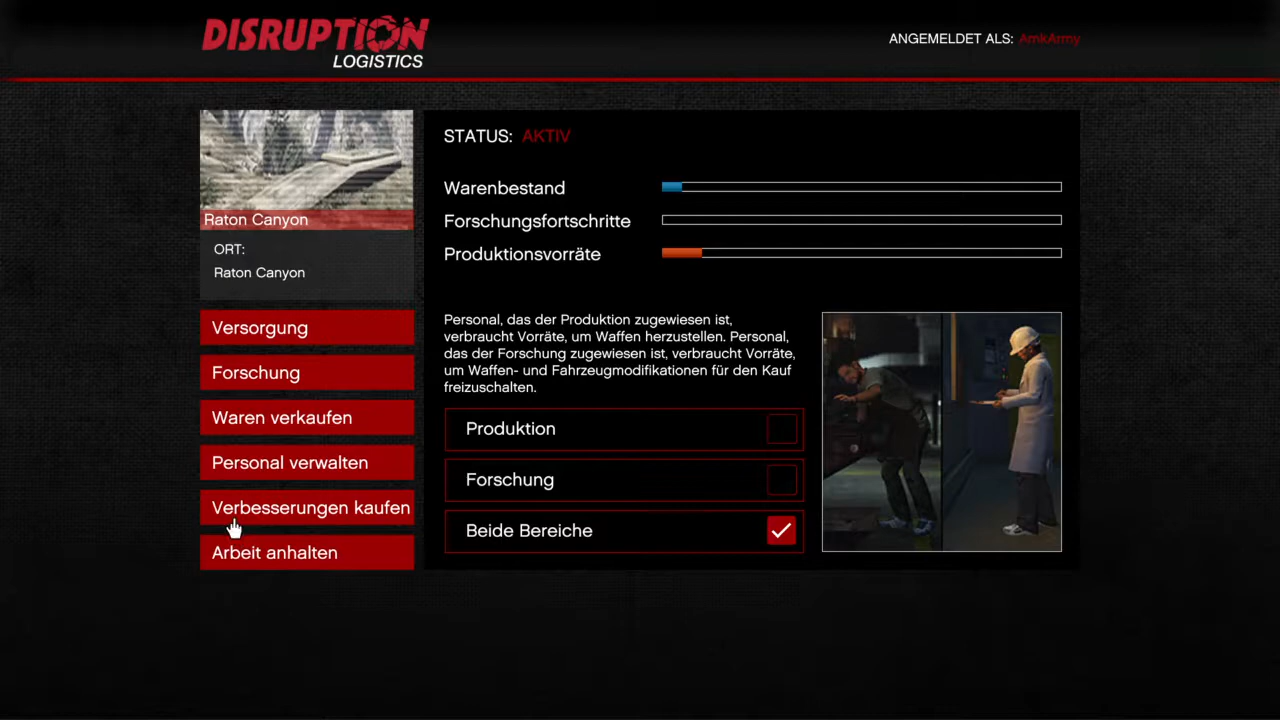 DISRUPTION
LOGISTICS
ANGEMELDET ALS: AmkArmy
Raton Canyon
ORT:
Raton Canyon
Versorgung
Forschung
Waren verkaufen
Personal verwalten
Verbesserungen kaufen
Arbeit anhalten
STATUS: AKTIV
Warenbestand
Forschungsfortschritte
Produktionsvorräte
Personal, das der Produktion zugewiesen ist,
verbraucht Vorräte, um Waffen herzustellen. Personal,
das der Forschung zugewiesen ist, verbraucht Vorräte,
um Waffen- und Fahrzeugmodifikationen für den Kauf
freizuschalten.
Produktion
Forschung
Beide Bereiche